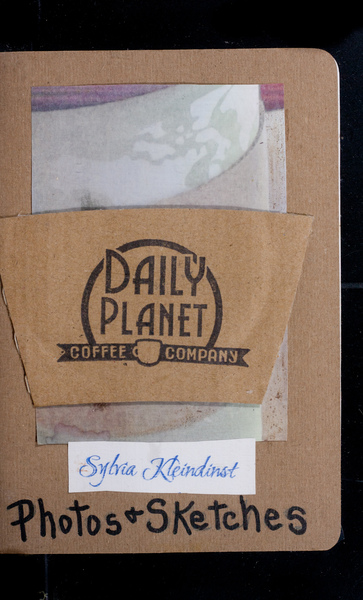 DAILY
PLANET
COFFEE COMPANY
Sylvia Kleindinst
Photos & Sketches